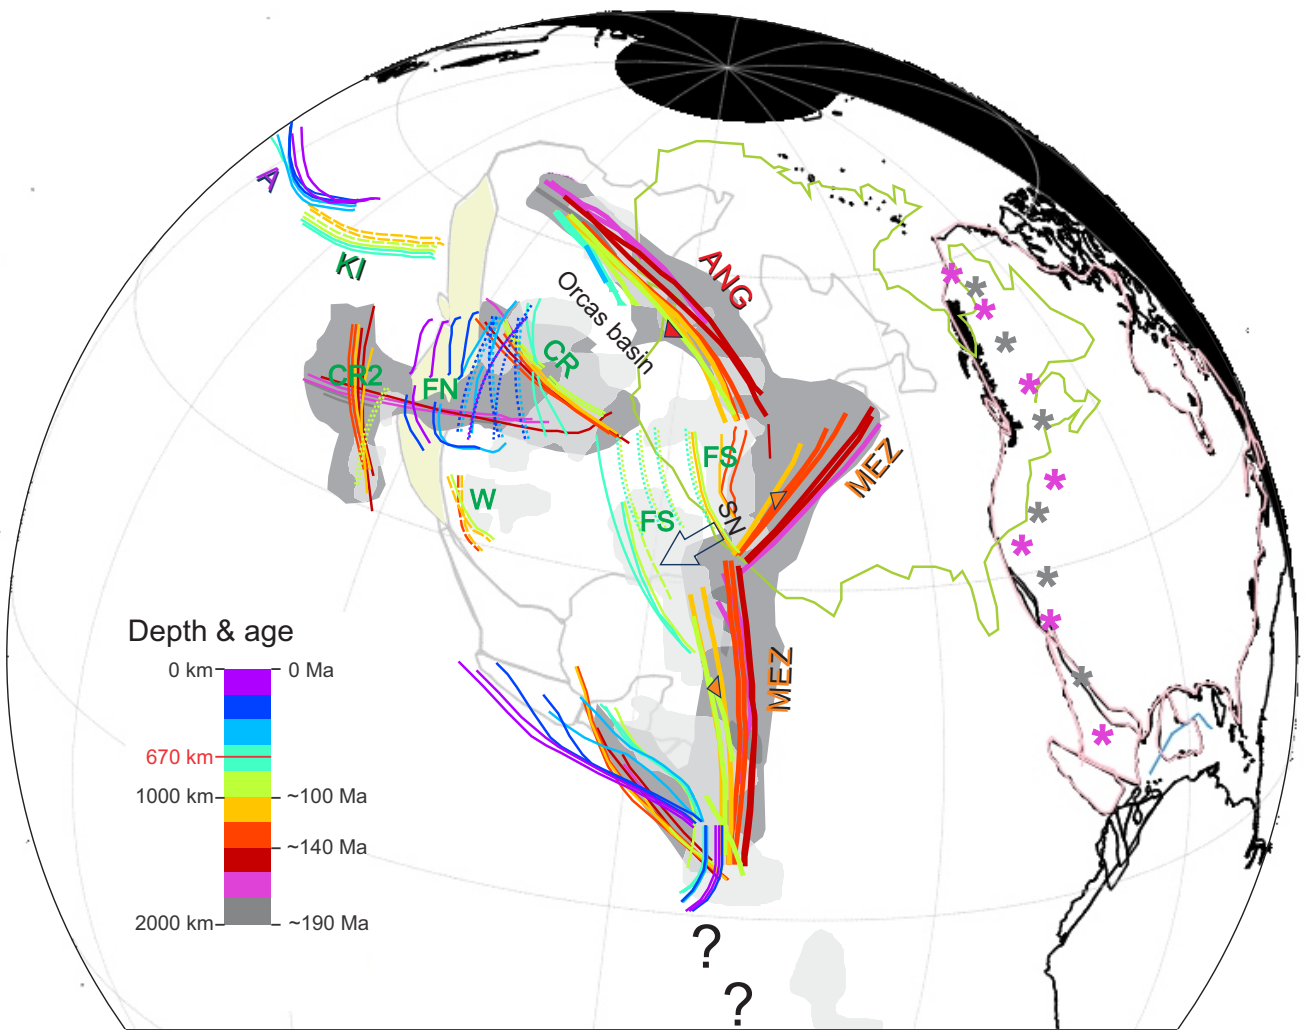 A
KI
ANG
Orcas basin
CR
CR2
FN
FS
MEZ
W
SN
FS
MEZ
Depth & age
0 km
0 Ma
670 km
1000 km
~100 Ma
~140 Ma
2000 km
~190 Ma
?
?